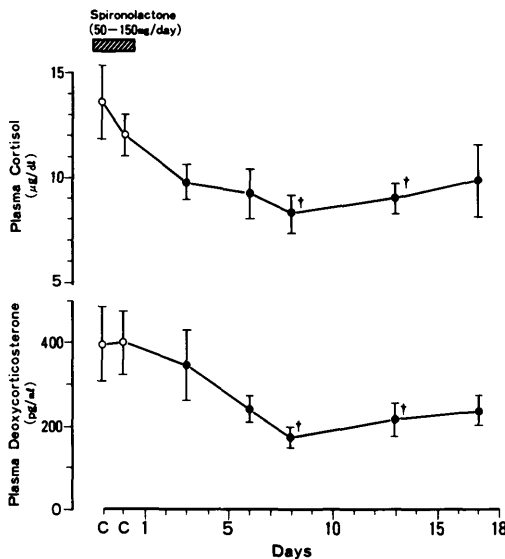 Spironolactone
(50–150mg/day)
15
10
5
Plasma Cortisol
(μg/dl)
†
†
400
200
0
Plasma Deoxycorticosterone
(pg/ml)
†
†
C C 1 5 10 15 18
Days